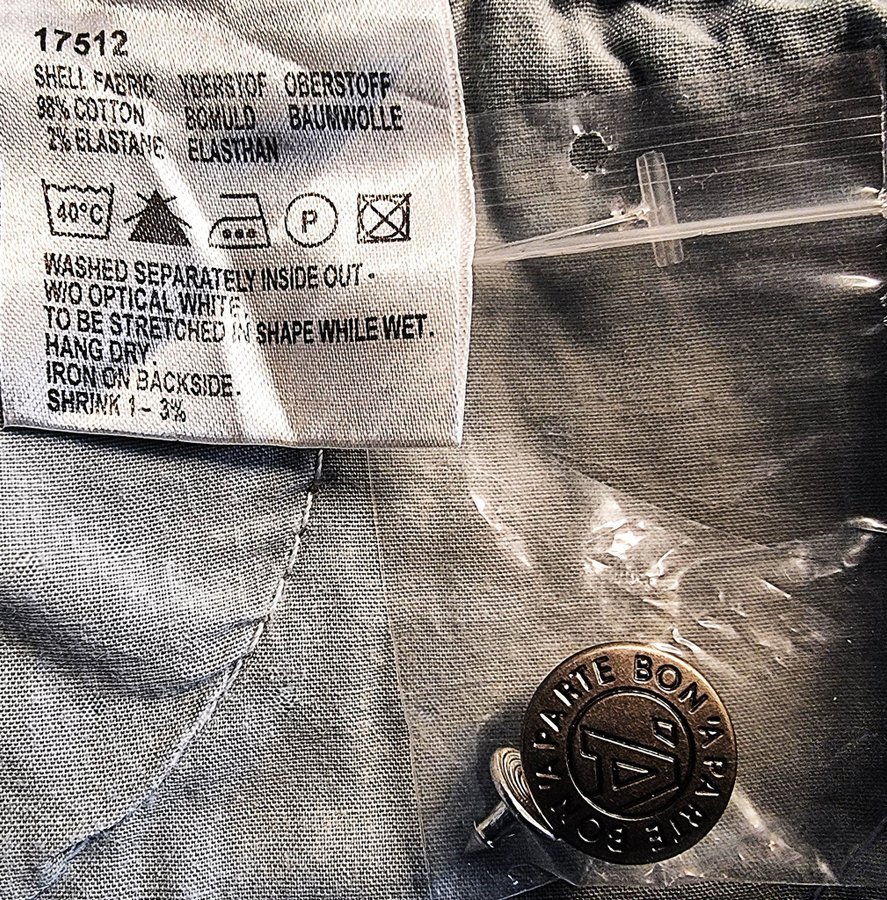 17512
SHELL FABRIC YDERSTOF OBERSTOFF
98% COTTON BOMULD BAUMWOLLE
2% ELASTANE ELASTHAN
40°C P
WASHED SEPARATELY INSIDE OUT -
W/O OPTICAL WHITE.
TO BE STRETCHED IN SHAPE WHILE WET.
HANG DRY.
IRON ON BACKSIDE.
SHRINK 1 - 3%
BON'A PARTE BON'A PARTE
'A